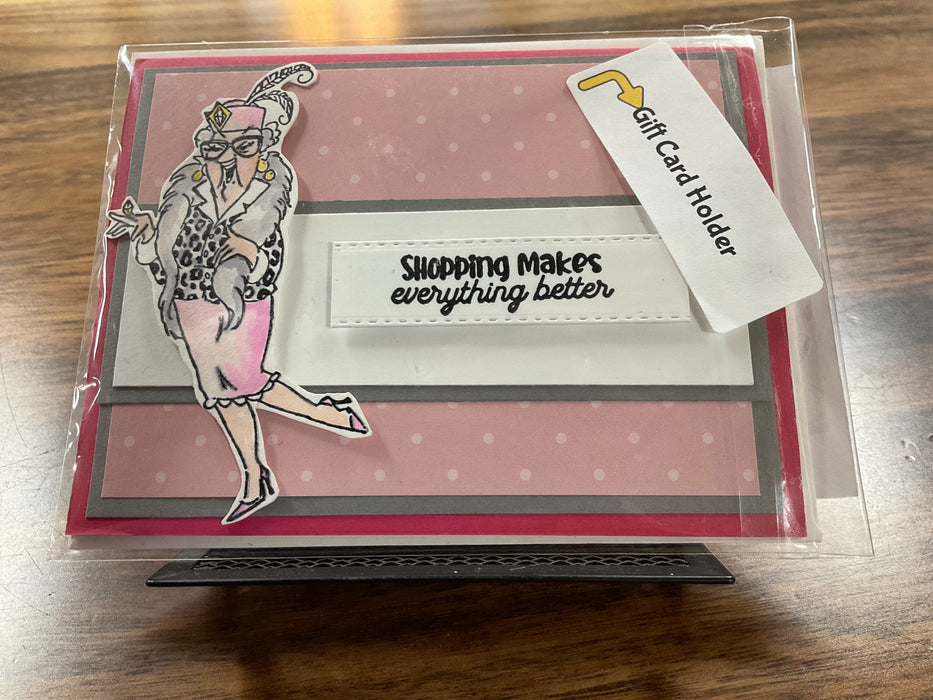 Gift Card Holder
SHOPPING MAKES
everything better